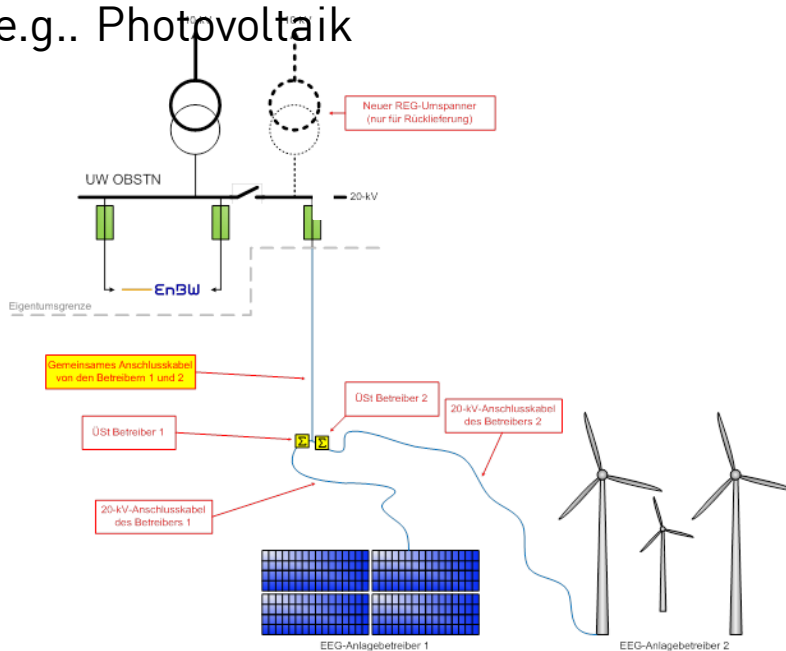 e.g.. Photovoltaik
Neuer REG-Umspanner
(nur für Rücklieferung)
UW OBSTN
20-kV
EnBW
Eigentumsgrenze
Gemeinsames Anschlusskabel
von den Betreibern 1 und 2
ÜSt Betreiber 2
20-kV-Anschlusskabel
des Betreibers 2
ÜSt Betreiber 1
Σ Σ
20-kV-Anschlusskabel
des Betreibers 1
EEG-Anlagebetreiber 1
EEG-Anlagebetreiber 2